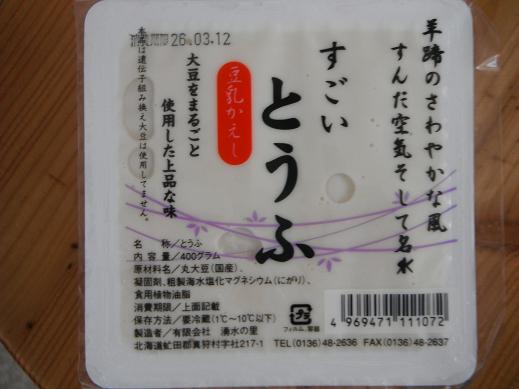 羊蹄のさわやかな風
すんだ空気そして名水
すごい
とうふ
豆乳かえし
大豆をまるごと
使用した上品な味
本品は遺伝子組み換え大豆は使用してません。
消費期限 26.03.12
名　称／とうふ
内 容 量／400グラム
原材料名／丸大豆(国産)、
凝固剤、粗製海水塩化マグネシウム(にがり)、
食用植物油脂
消費期限／上面記載
保存方法／要冷蔵(1℃〜10℃以下)
製造者／有限会社　湧水の里
北海道虻田郡真狩村字217-1　TEL(0136)48-2636　FAX(0136)48-2637
フィルム、容器
4 969471 111072